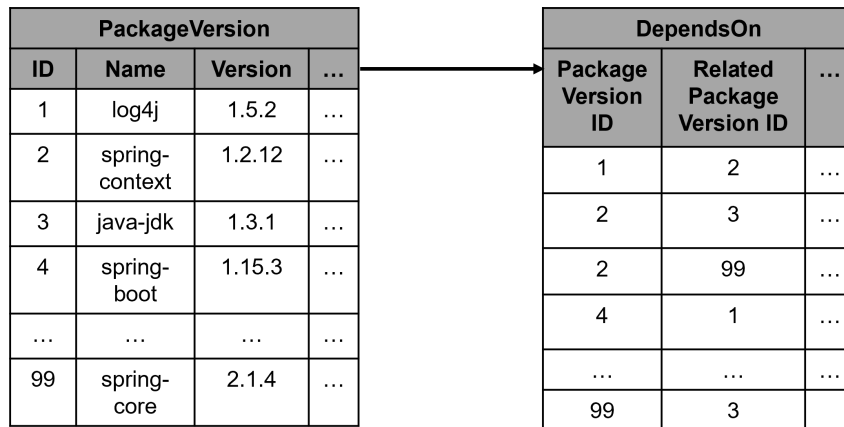 PackageVersion
ID Name Version ...
1 log4j 1.5.2 ...
2 spring-context 1.2.12 ...
3 java-jdk 1.3.1 ...
4 spring-boot 1.15.3 ...
... ... ... ...
99 spring-core 2.1.4 ...
DependsOn
Package Version ID Related Package Version ID ...
1 2 ...
2 3 ...
2 99 ...
4 1 ...
... ... ...
99 3